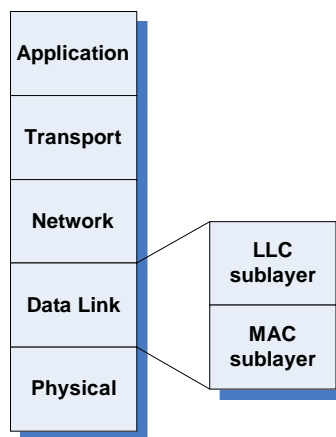 Application
Transport
Network
Data Link
Physical
LLC
sublayer
MAC
sublayer